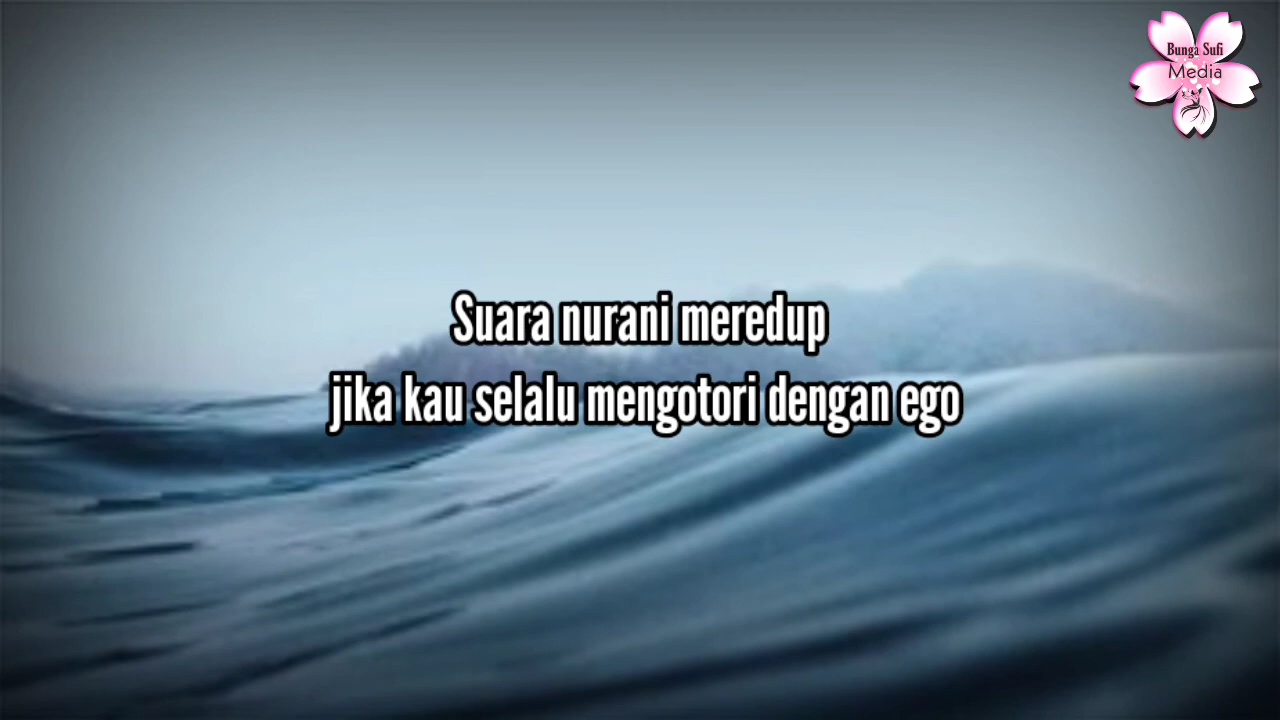 Bunga Sufi
Media
Suara nurani meredup
jika kau selalu mengotori dengan ego